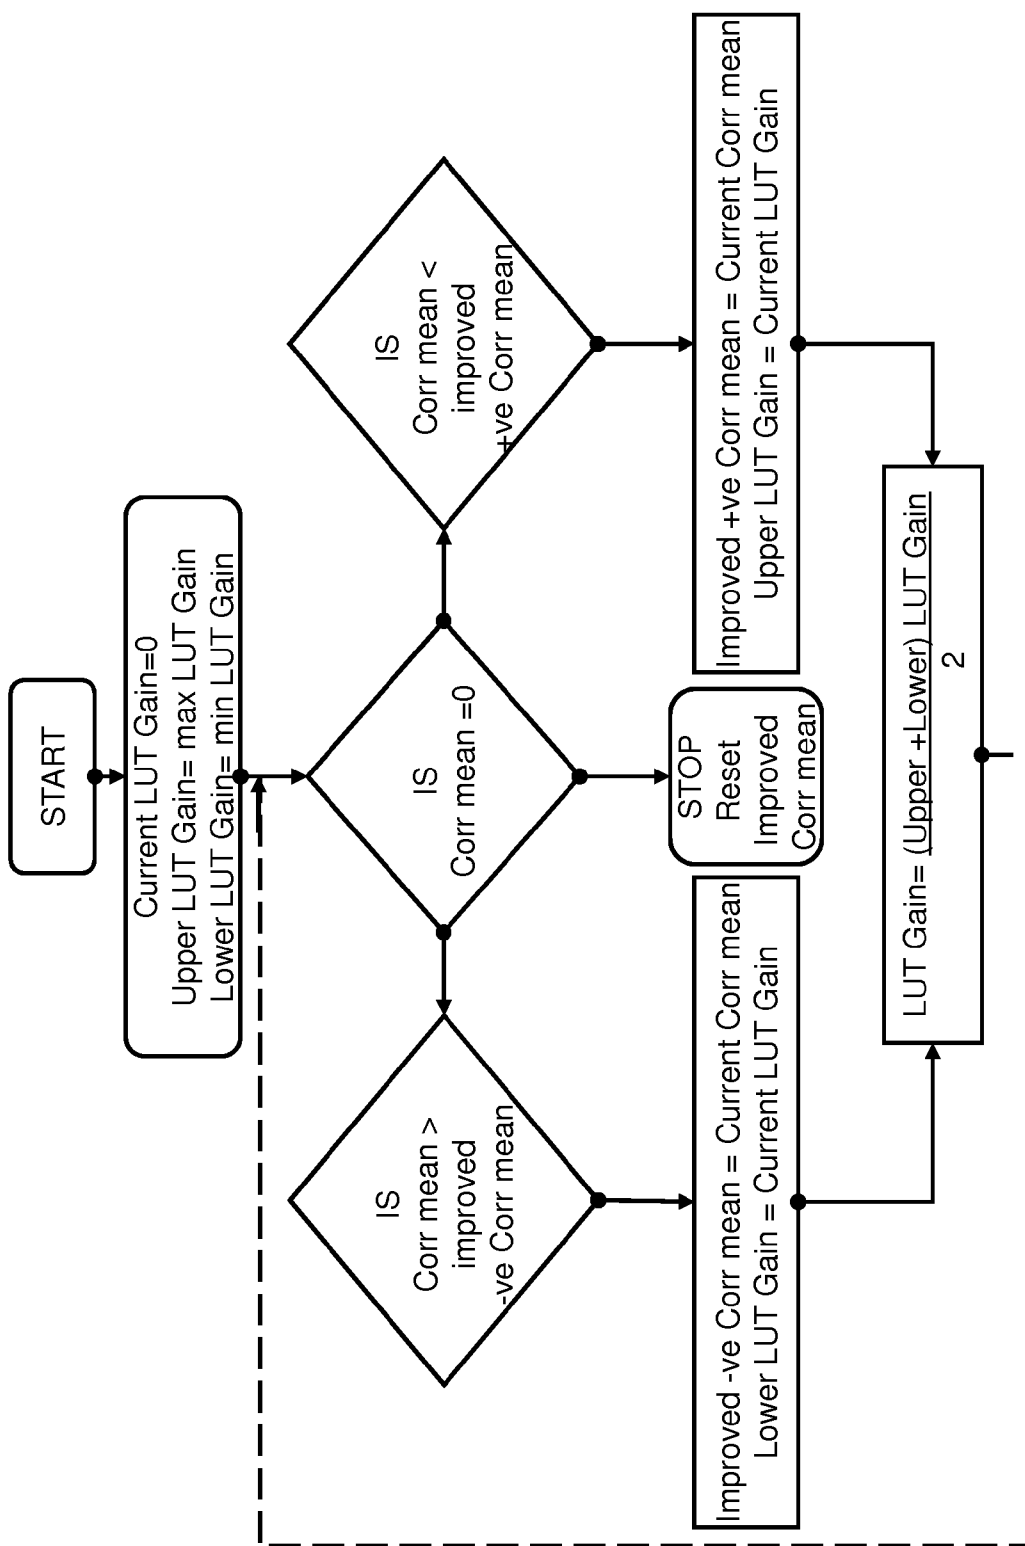 START
Current LUT Gain=0
Upper LUT Gain= max LUT Gain
Lower LUT Gain= min LUT Gain
IS
Corr mean =0
IS
Corr mean >
improved
-ve Corr mean
IS
Corr mean <
improved
+ve Corr mean
Improved -ve Corr mean = Current Corr mean
Lower LUT Gain = Current LUT Gain
STOP
Reset
Improved
Corr mean
Improved +ve Corr mean = Current Corr mean
Upper LUT Gain = Current LUT Gain
LUT Gain= (Upper +Lower) LUT Gain
2